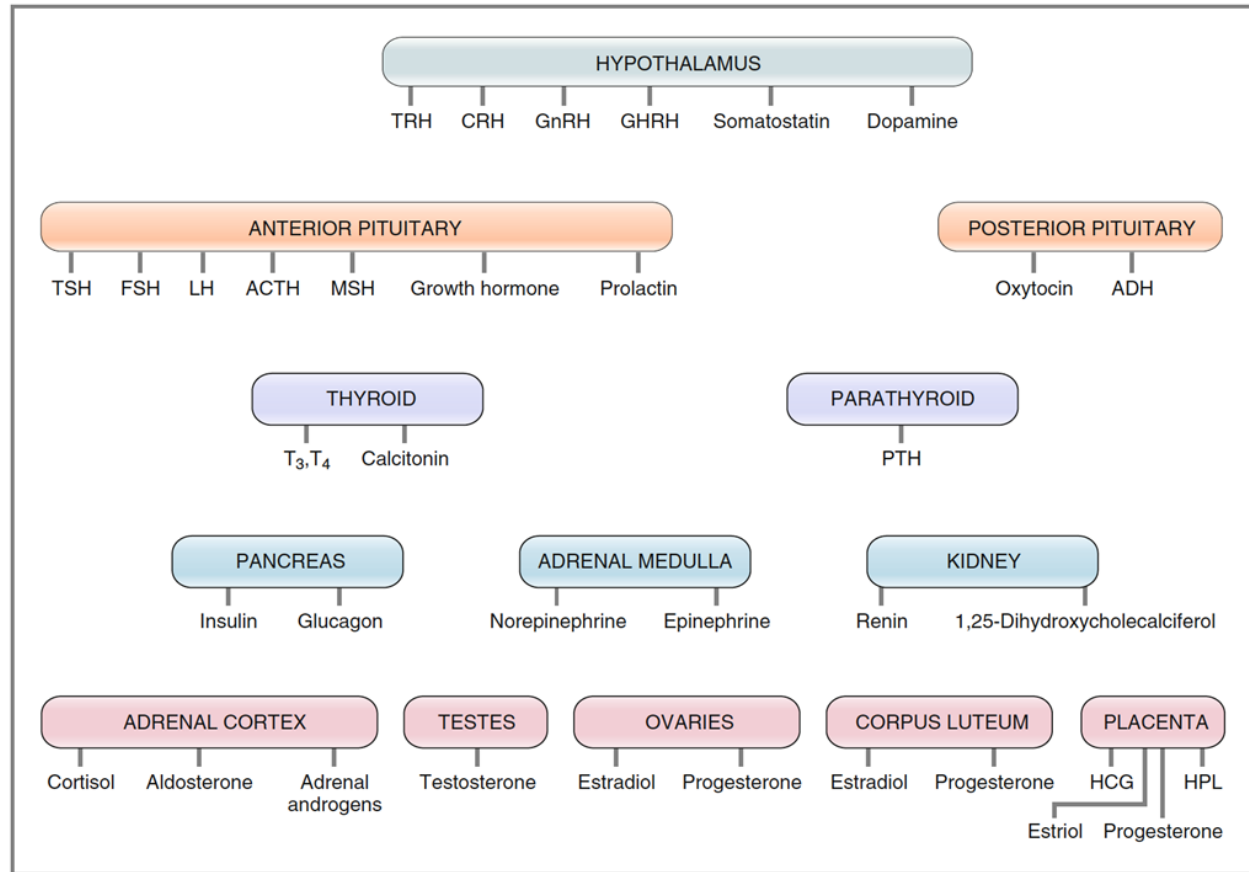 HYPOTHALAMUS
TRH CRH GnRH GHRH Somatostatin Dopamine
ANTERIOR PITUITARY POSTERIOR PITUITARY
TSH FSH LH ACTH MSH Growth hormone Prolactin Oxytocin ADH
THYROID PARATHYROID
T₃,T₄ Calcitonin PTH
PANCREAS ADRENAL MEDULLA KIDNEY
Insulin Glucagon Norepinephrine Epinephrine Renin 1,25-Dihydroxycholecalciferol
ADRENAL CORTEX TESTES OVARIES CORPUS LUTEUM PLACENTA
Cortisol Aldosterone Adrenal androgens Testosterone Estradiol Progesterone Estradiol Progesterone HCG HPL
Estriol Progesterone